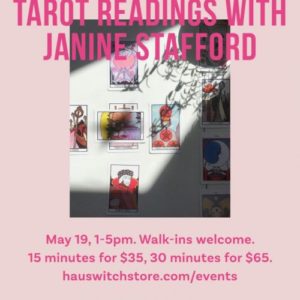 TAROT READINGS WITH
JANINE STAFFORD
May 19, 1-5pm. Walk-ins welcome.
15 minutes for $35, 30 minutes for $65.
hauswitchstore.com/events